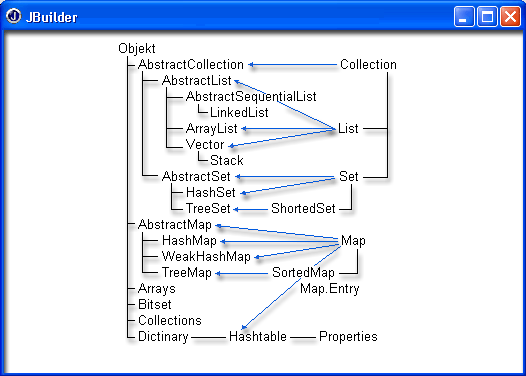 JBuilder
Objekt
AbstractCollection Collection
AbstractList
AbstractSequentialList
LinkedList
ArrayList List
Vector
Stack
AbstractSet Set
HashSet
TreeSet ShortedSet
AbstractMap
HashMap Map
WeakHashMap
TreeMap SortedMap
Arrays Map.Entry
Bitset
Collections
Dictinary Hashtable Properties